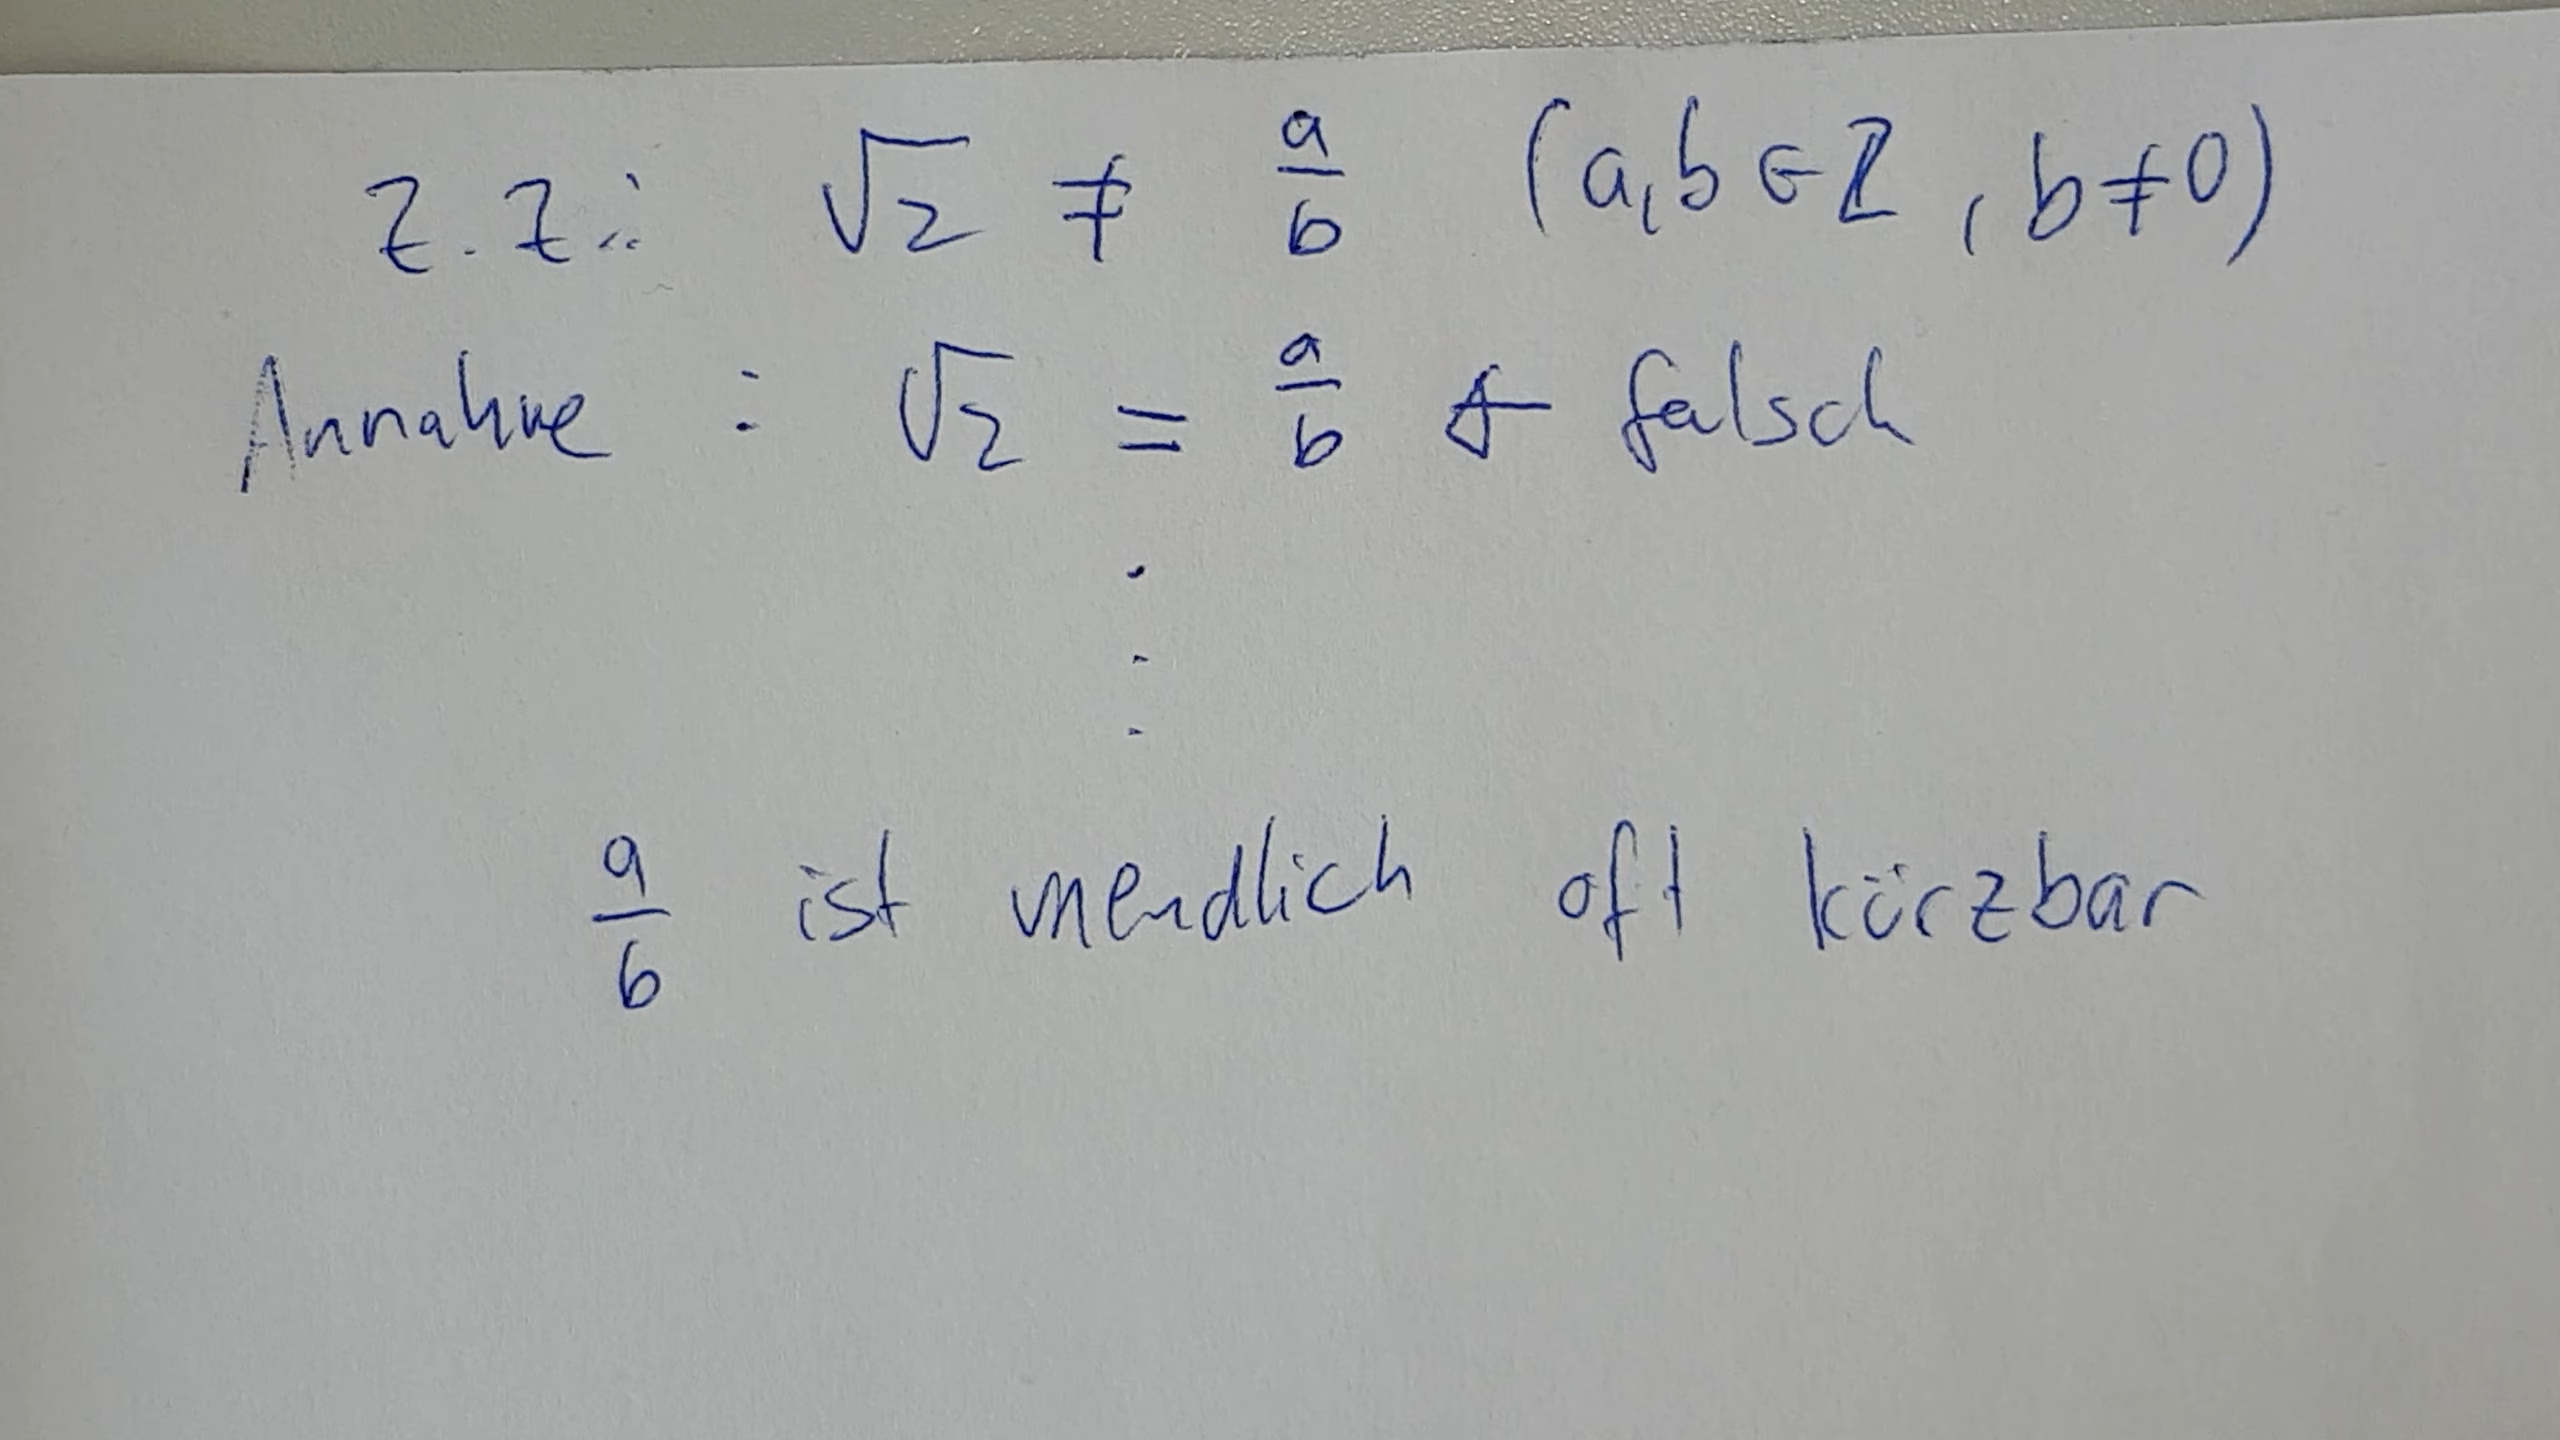 z.z.: √2 ≠ a/b (a,b ∈ ℤ, b ≠ 0)
Annahme : √2 = a/b ← falsch
⋮
a/b ist unendlich oft kürzbar